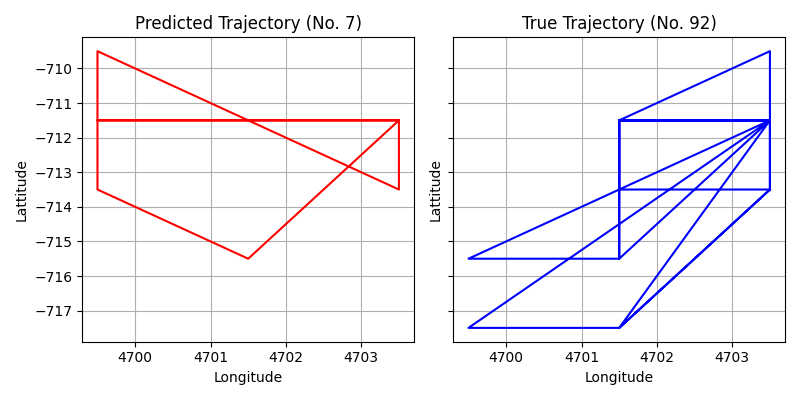 Predicted Trajectory (No. 7)
True Trajectory (No. 92)
Lattitude
−710
−711
−712
−713
−714
−715
−716
−717
4700
4701
4702
4703
Longitude
Lattitude
4700
4701
4702
4703
Longitude